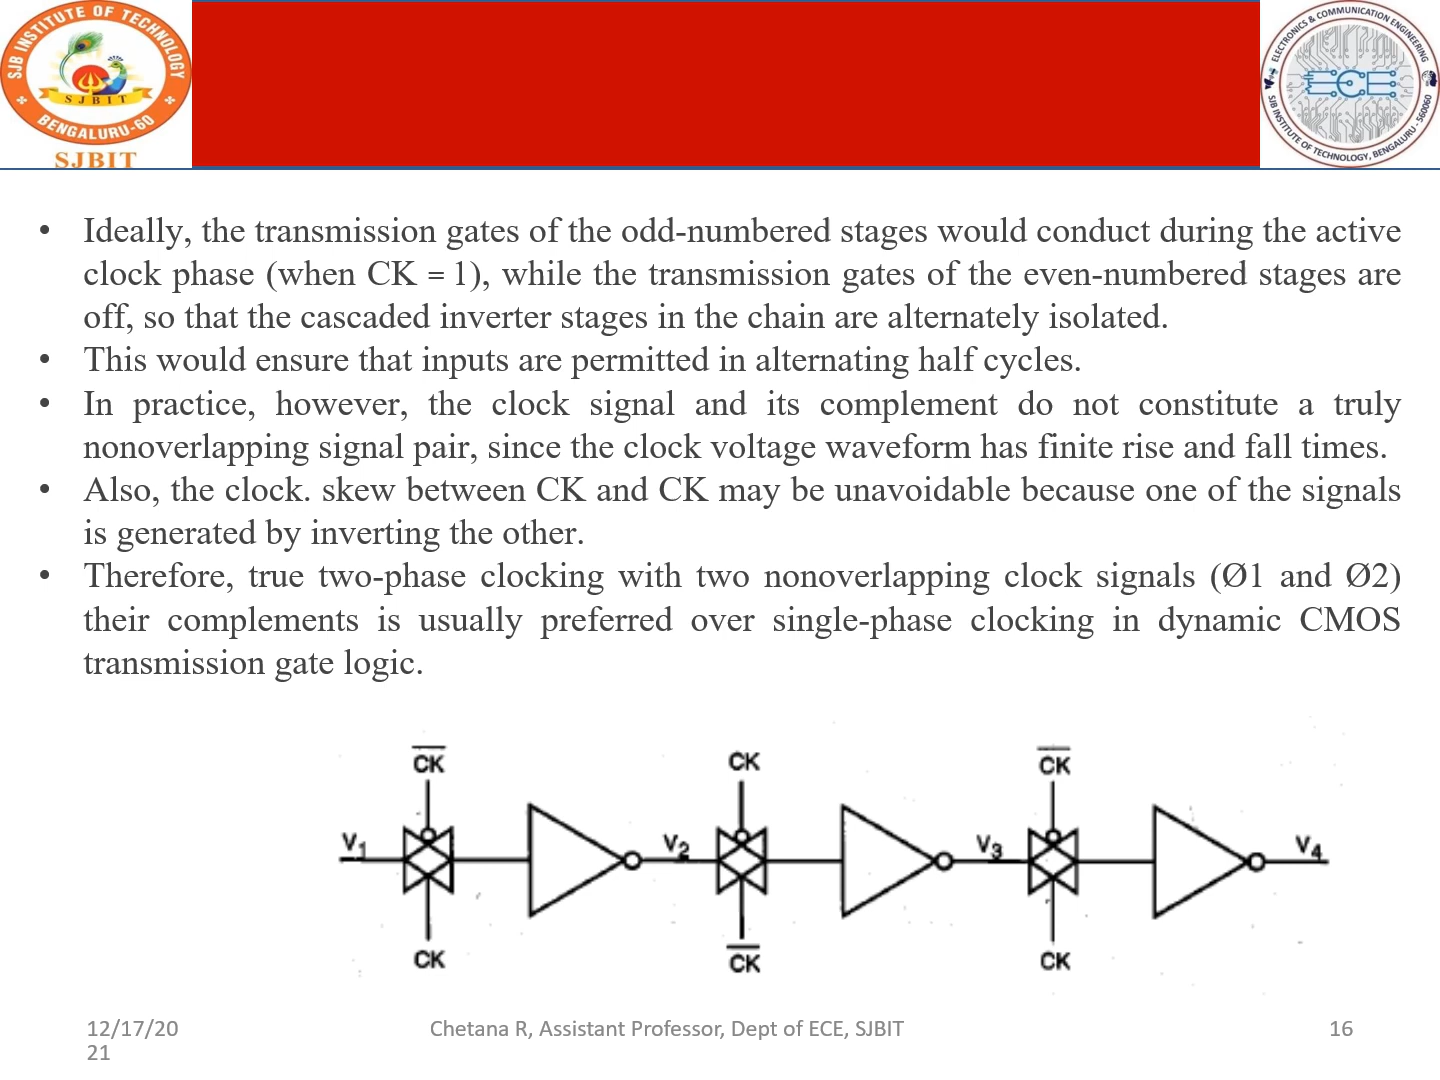 SJB INSTITUTE OF TECHNOLOGY
SJBIT
BENGALURU-60
SJBIT
ELECTRONICS & COMMUNICATION ENGINEERING
ECE
SJB INSTITUTE OF TECHNOLOGY, BENGALURU - 560060
• Ideally, the transmission gates of the odd-numbered stages would conduct during the active
clock phase (when CK = 1), while the transmission gates of the even-numbered stages are
off, so that the cascaded inverter stages in the chain are alternately isolated.
• This would ensure that inputs are permitted in alternating half cycles.
• In practice, however, the clock signal and its complement do not constitute a truly
nonoverlapping signal pair, since the clock voltage waveform has finite rise and fall times.
• Also, the clock. skew between CK and CK may be unavoidable because one of the signals
is generated by inverting the other.
• Therefore, true two-phase clocking with two nonoverlapping clock signals (Ø1 and Ø2)
their complements is usually preferred over single-phase clocking in dynamic CMOS
transmission gate logic.
C̅K̅ CK C̅K̅
V₁ V₂ V₃ V₄
CK C̅K̅ CK
12/17/20
21
Chetana R, Assistant Professor, Dept of ECE, SJBIT
16